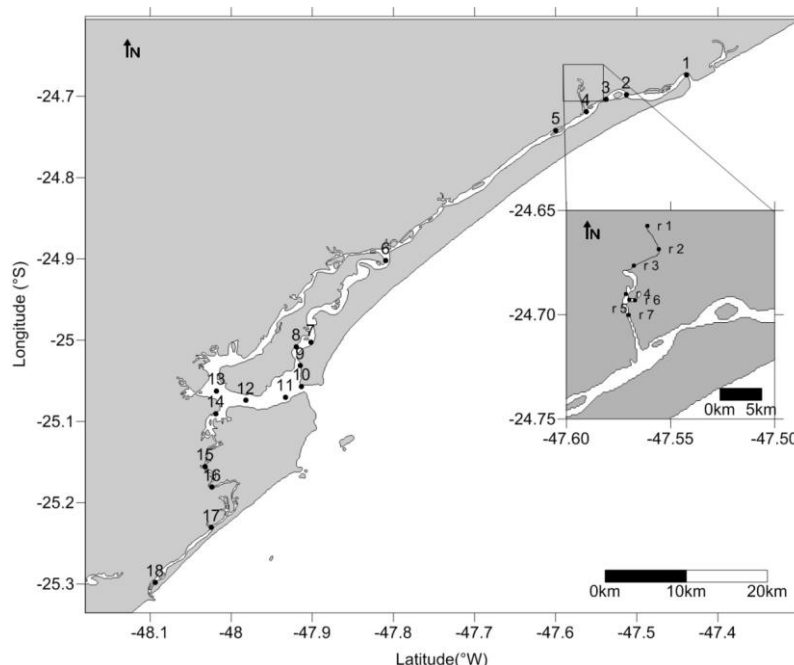 N
1
2
3
4
5
-24.7
-24.8
-24.9
-25
-25.1
-25.2
-25.3
Longitude (°S)
6
7
8
9
10
11
12
13
14
15
16
17
18
-24.65
-24.70
-24.75
N
r 1
r 2
r 3
r 4
r 5
r 6
r 7
0km 5km
-47.60 -47.55 -47.50
0km 10km 20km
-48.1 -48 -47.9 -47.8 -47.7 -47.6 -47.5 -47.4
Latitude(°W)